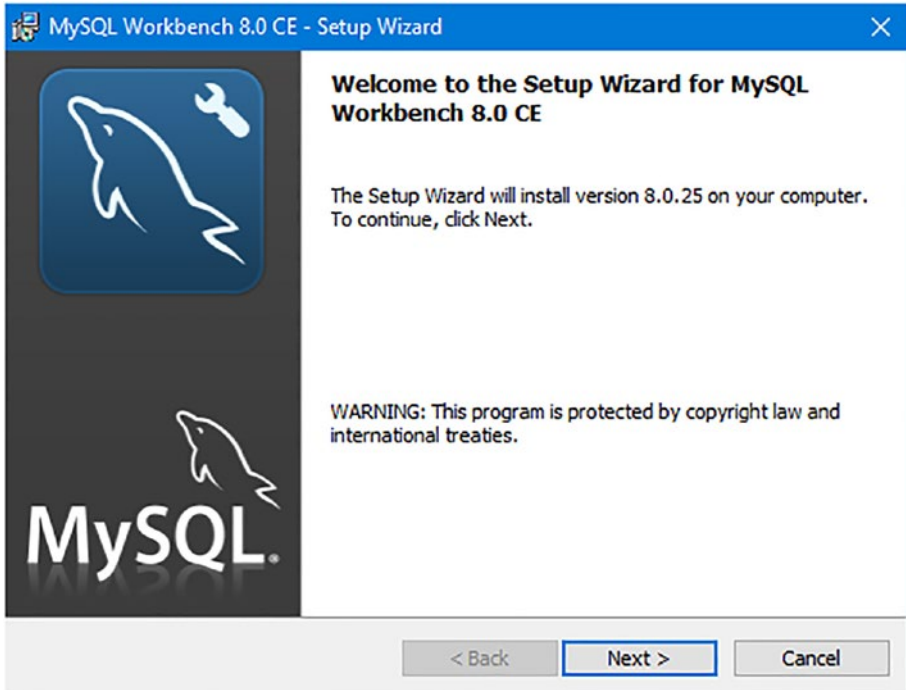 MySQL Workbench 8.0 CE - Setup Wizard
Welcome to the Setup Wizard for MySQL
Workbench 8.0 CE
The Setup Wizard will install version 8.0.25 on your computer.
To continue, click Next.
WARNING: This program is protected by copyright law and
international treaties.
MySQL®
< Back
Next >
Cancel